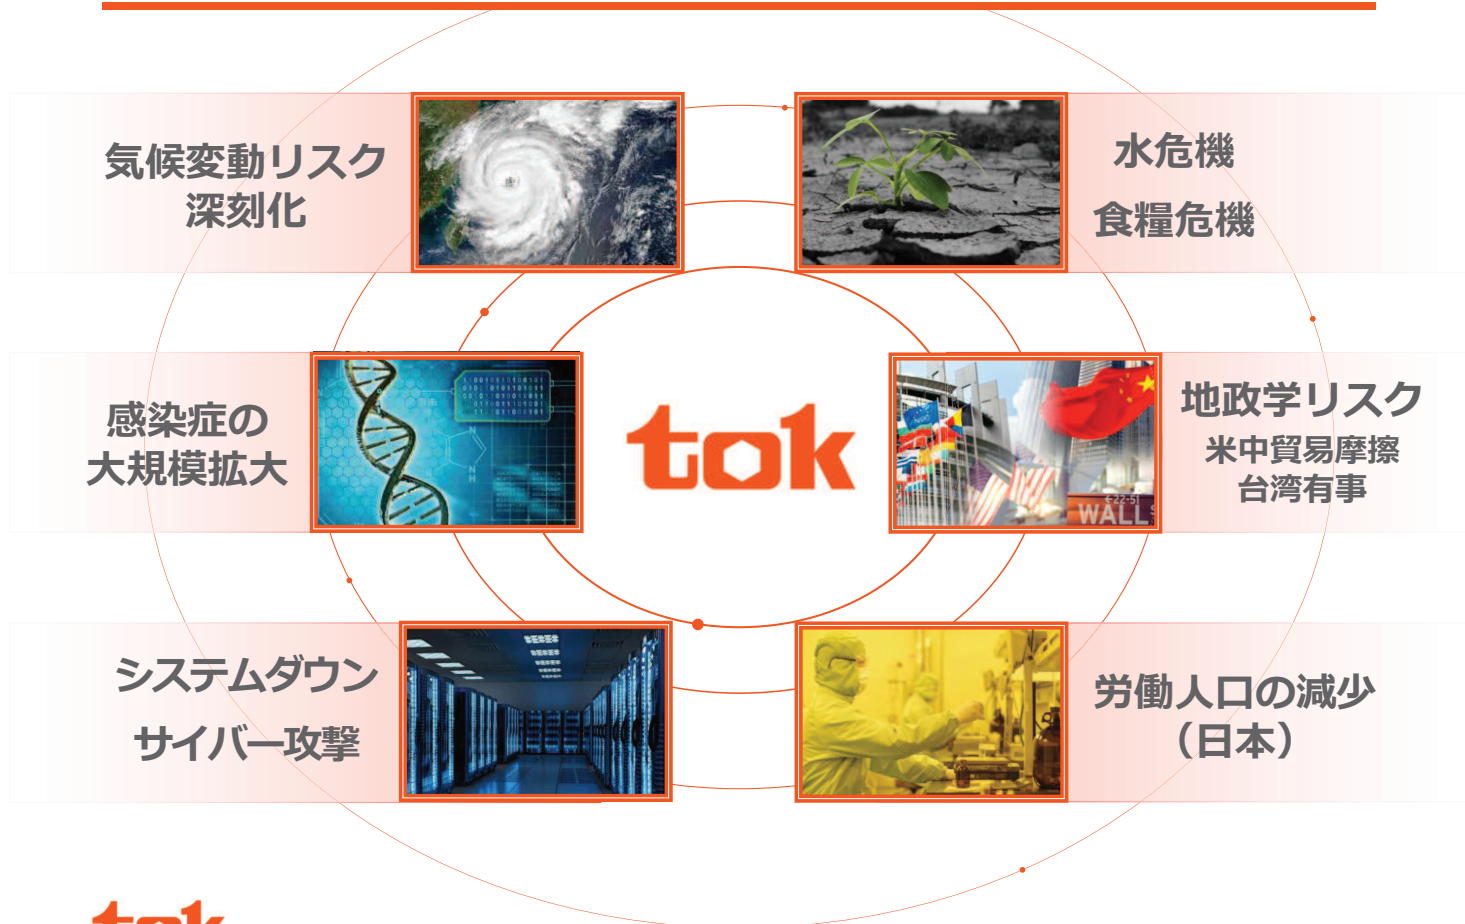 気候変動リスク
深刻化
水危機
食糧危機
感染症の
大規模拡大
tok
地政学リスク
米中貿易摩擦
台湾有事
WALL
システムダウン
サイバー攻撃
労働人口の減少
（日本）
tok